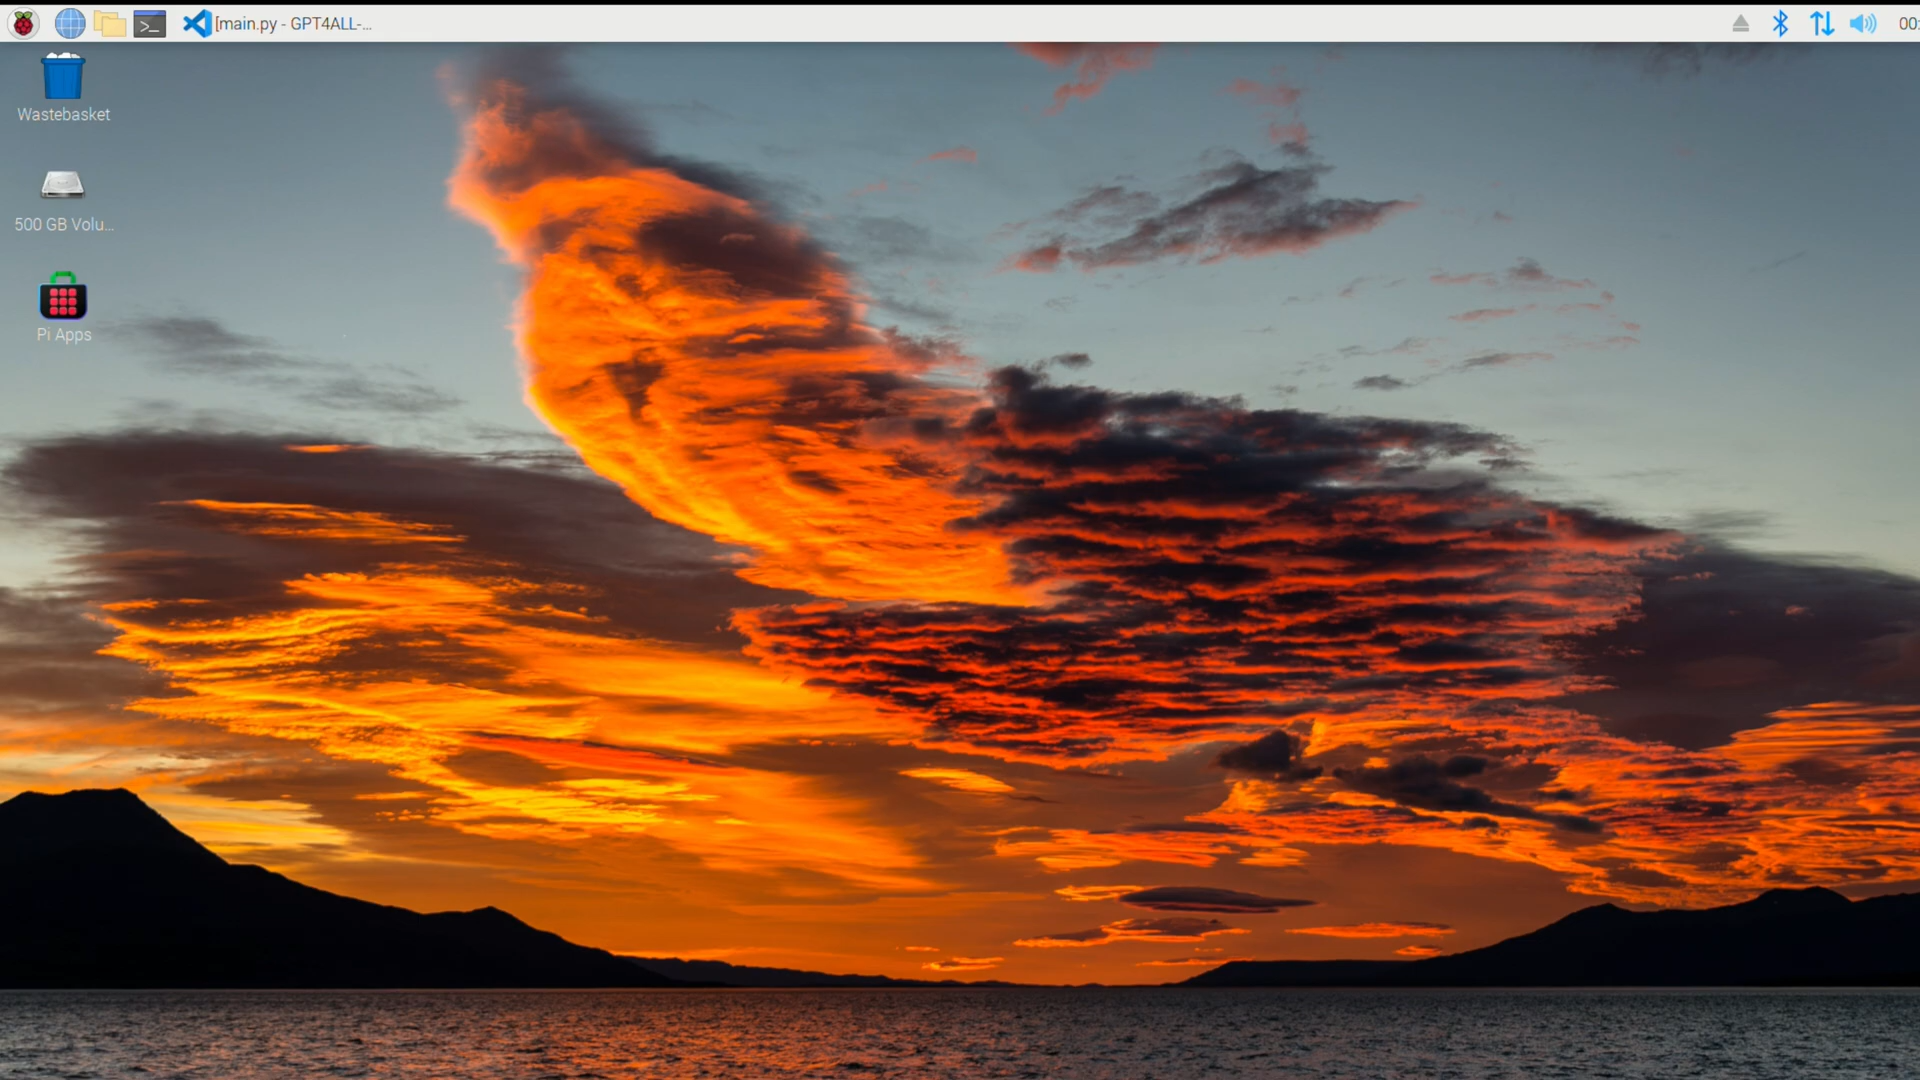 [main.py - GPT4ALL-...
00:
Wastebasket
500 GB Volu...
Pi Apps